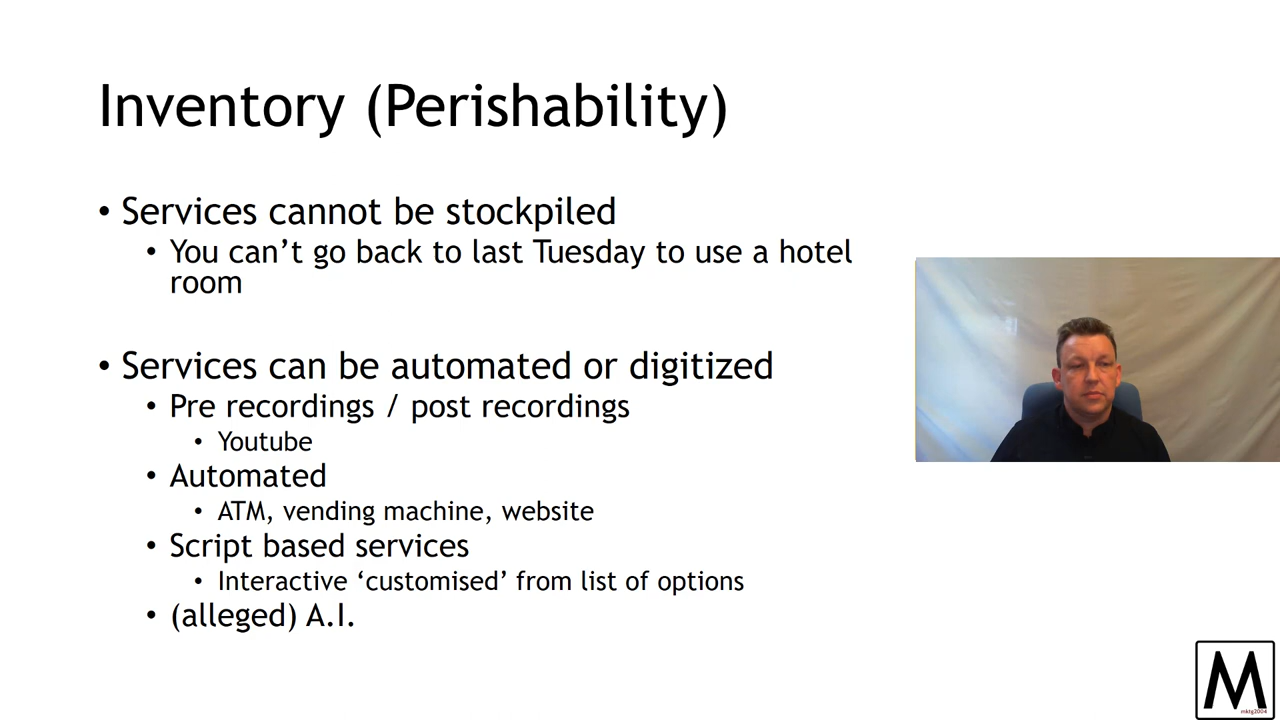 Inventory (Perishability)
• Services cannot be stockpiled
• You can’t go back to last Tuesday to use a hotel
room
• Services can be automated or digitized
• Pre recordings / post recordings
• Youtube
• Automated
• ATM, vending machine, website
• Script based services
• Interactive ‘customised’ from list of options
• (alleged) A.I.
M
mktg2004